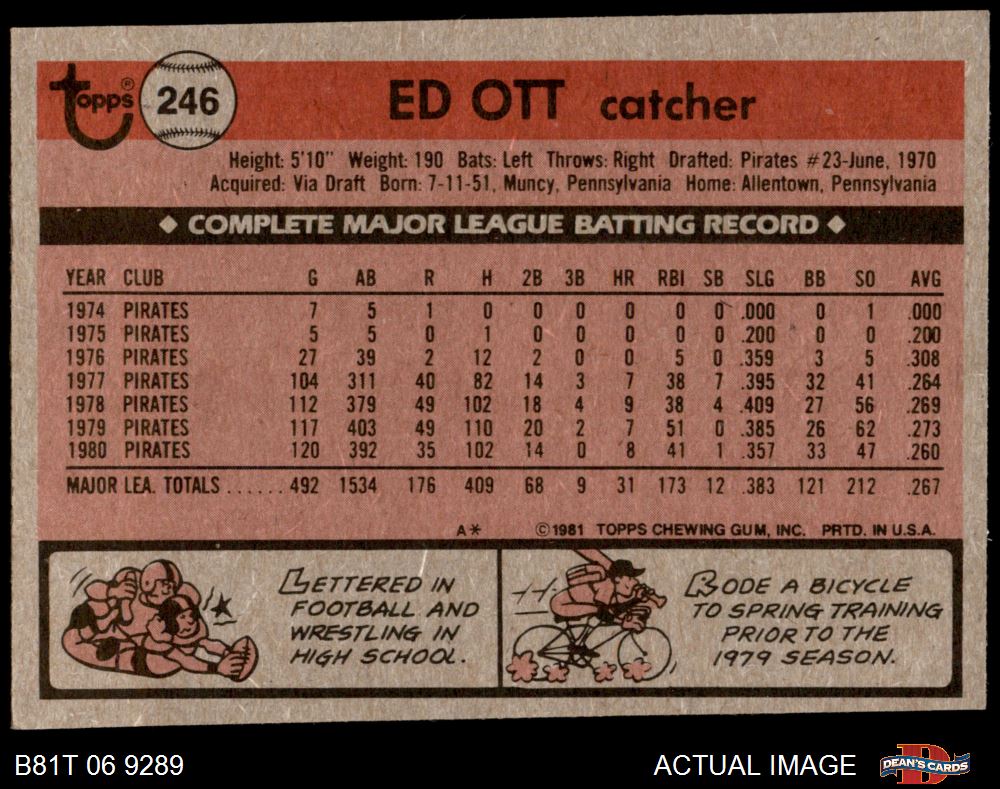 Topps® 246 ED OTT catcher
Height: 5'10" Weight: 190 Bats: Left Throws: Right Drafted: Pirates #23-June, 1970
Acquired: Via Draft Born: 7-11-51, Muncy, Pennsylvania Home: Allentown, Pennsylvania
◆ COMPLETE MAJOR LEAGUE BATTING RECORD ◆
YEAR CLUB G AB R H 2B 3B HR RBI SB SLG BB SO AVG
1974 PIRATES 7 5 1 0 0 0 0 0 0 .000 0 1 .000
1975 PIRATES 5 5 0 1 0 0 0 0 0 .200 0 0 .200
1976 PIRATES 27 39 2 12 2 0 0 5 0 .359 3 5 .308
1977 PIRATES 104 311 40 82 14 3 7 38 7 .395 32 41 .264
1978 PIRATES 112 379 49 102 18 4 9 38 4 .409 27 56 .269
1979 PIRATES 117 403 49 110 20 2 7 51 0 .385 26 62 .273
1980 PIRATES 120 392 35 102 14 0 8 41 1 .357 33 47 .260
MAJOR LEA. TOTALS ...... 492 1534 176 409 68 9 31 173 12 .383 121 212 .267
A* ©1981 TOPPS CHEWING GUM, INC. PRTD. IN U.S.A.
LETTERED IN
FOOTBALL AND
WRESTLING IN
HIGH SCHOOL.
RODE A BICYCLE
TO SPRING TRAINING
PRIOR TO THE
1979 SEASON.
B81T 06 9289 ACTUAL IMAGE DEAN'S CARDS